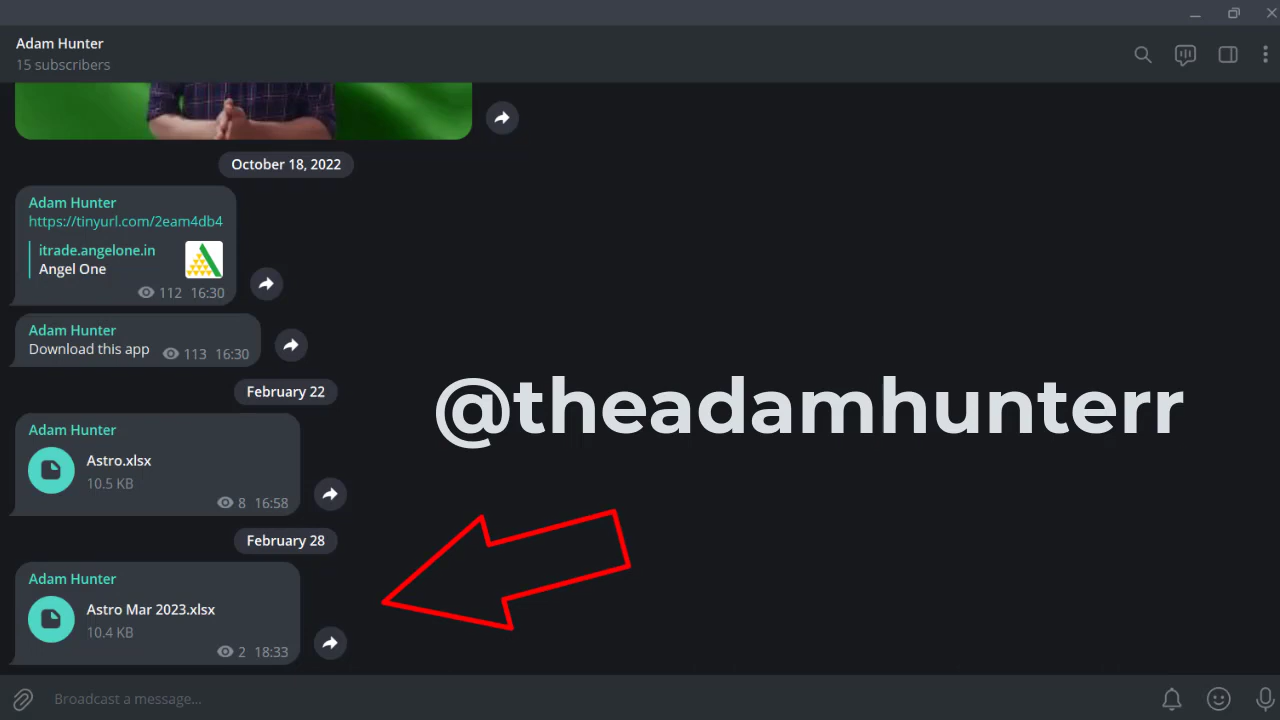 Adam Hunter
15 subscribers
October 18, 2022
Adam Hunter
https://tinyurl.com/2eam4db4
itrade.angelone.in
Angel One
112 16:30
Adam Hunter
Download this app 113 16:30
February 22
@theadamhunterr
Adam Hunter
Astro.xlsx
10.5 KB
8 16:58
February 28
Adam Hunter
Astro Mar 2023.xlsx
10.4 KB
2 18:33
Broadcast a message...